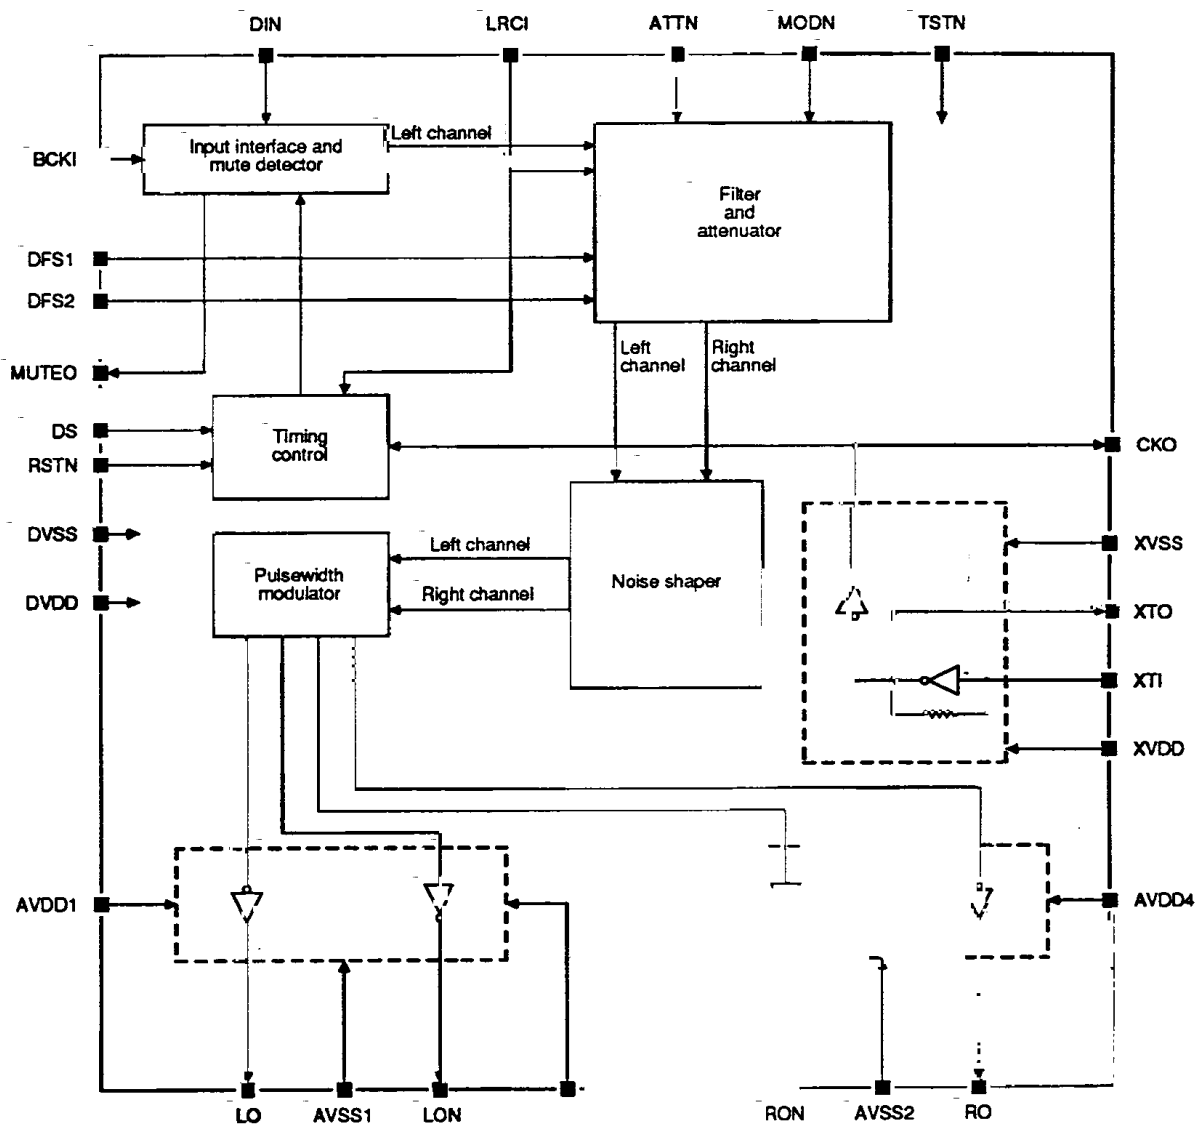 DIN
LRCI
ATTN
MODN
TSTN
BCKI
Input interface and
mute detector
Left channel
Filter
and
attenuator
DFS1
DFS2
MUTEO
Left
channel
Right
channel
DS
RSTN
Timing
control
CKO
DVSS
DVDD
Pulsewidth
modulator
Left channel
Right channel
Noise shaper
XVSS
XTO
XTI
XVDD
AVDD1
AVDD4
LO
AVSS1
LON
RON
AVSS2
RO